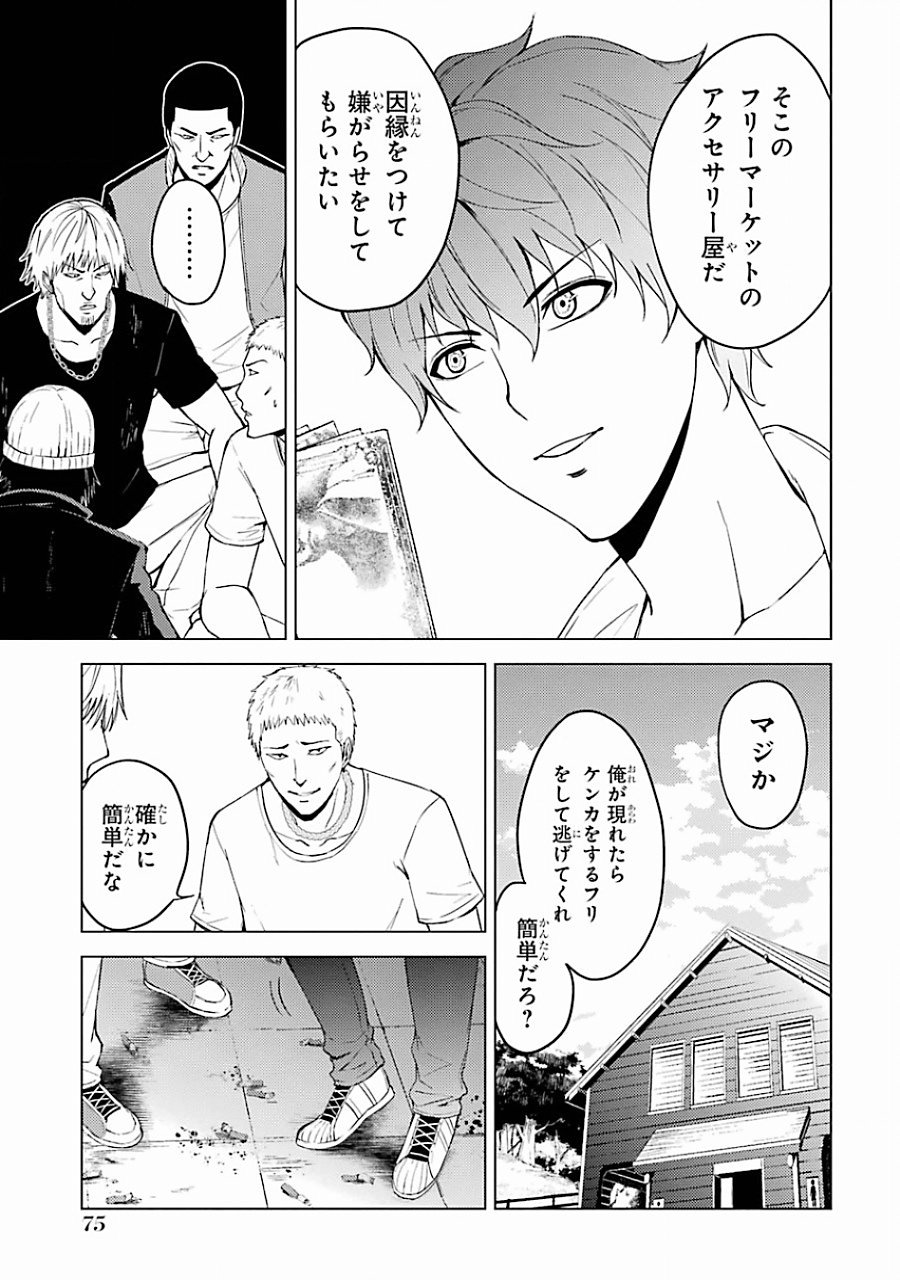 そこの
フリーマーケットの
アクセサリー屋だ
因縁をつけて
嫌がらせをして
もらいたい
………
マジか
俺が現れたら
ケンカをするフリ
をして逃げてくれ
簡単だろ？
確かに
簡単だな
75